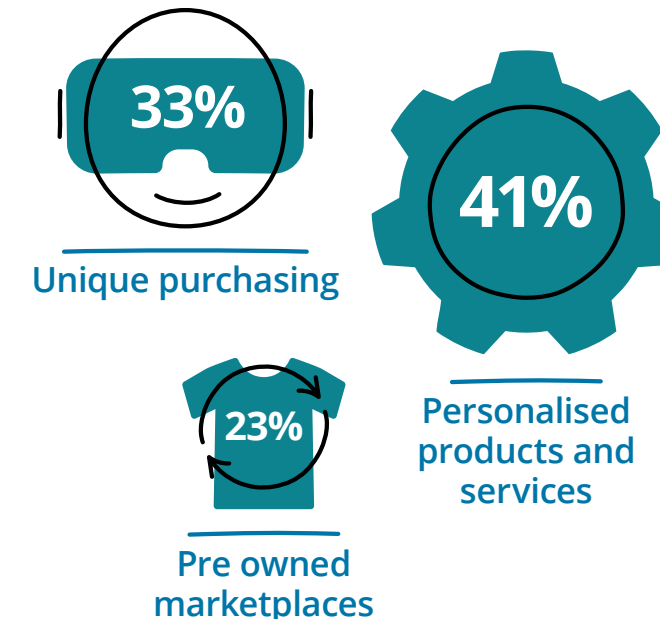 33%
Unique purchasing
41%
Personalised
products and
services
23%
Pre owned
marketplaces